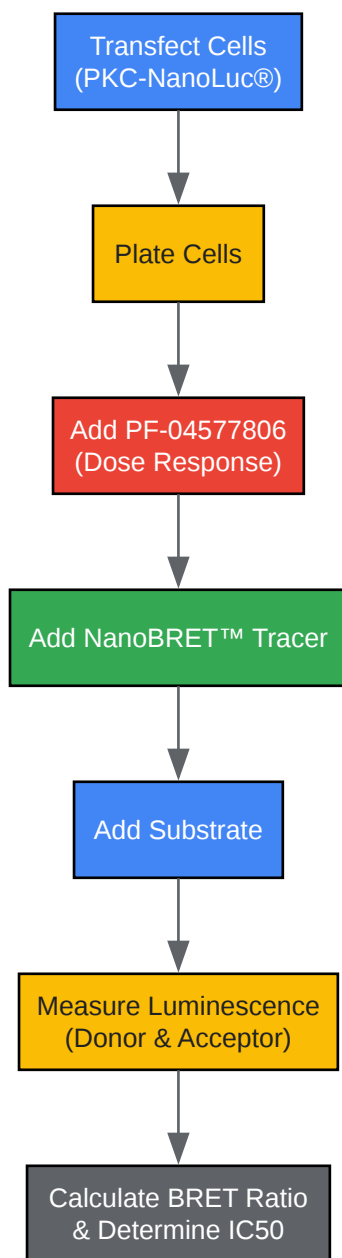 Transfect Cells
(PKC-NanoLuc®)
Plate Cells
Add PF-04577806
(Dose Response)
Add NanoBRET™ Tracer
Add Substrate
Measure Luminescence
(Donor & Acceptor)
Calculate BRET Ratio
& Determine IC50